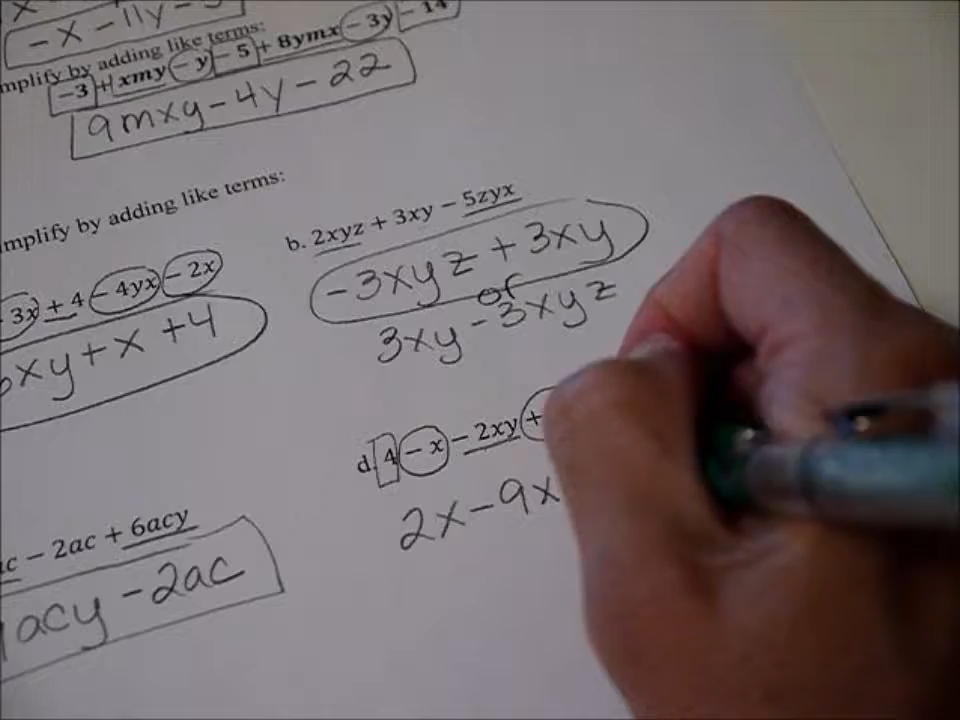 - x - 11y -
mplify by adding like terms:
-3 + xmy - y - 5 + 8ymx - 3y - 14
9mxy - 4y - 22
mplify by adding like terms:
3x + 4 - 4yx - 2x
xy + x + 4
b. 2xyz + 3xy - 5zyx
-3xyz + 3xy
or
3xy - 3xyz
c - 2ac + 6acy
acy - 2ac
d. 4 - x - 2xy +
2x - 9x